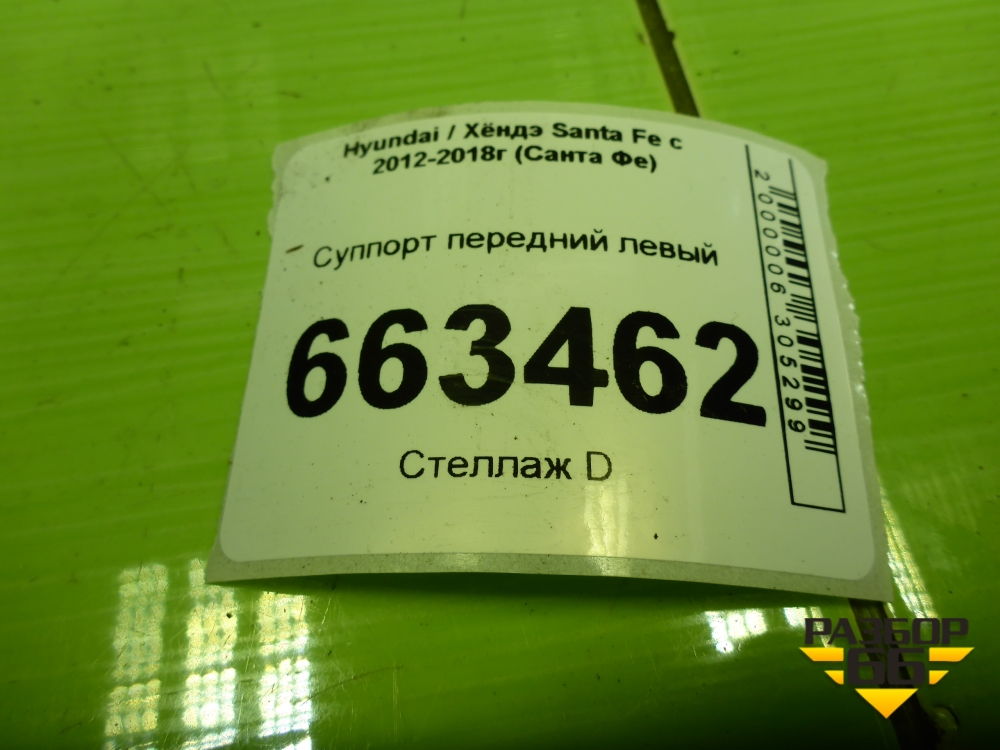 Hyundai / Хёндэ Santa Fe с
2012-2018г (Санта Фе)
Суппорт передний левый
663462
Стеллаж D
2000006305299
РАЗБОР
66